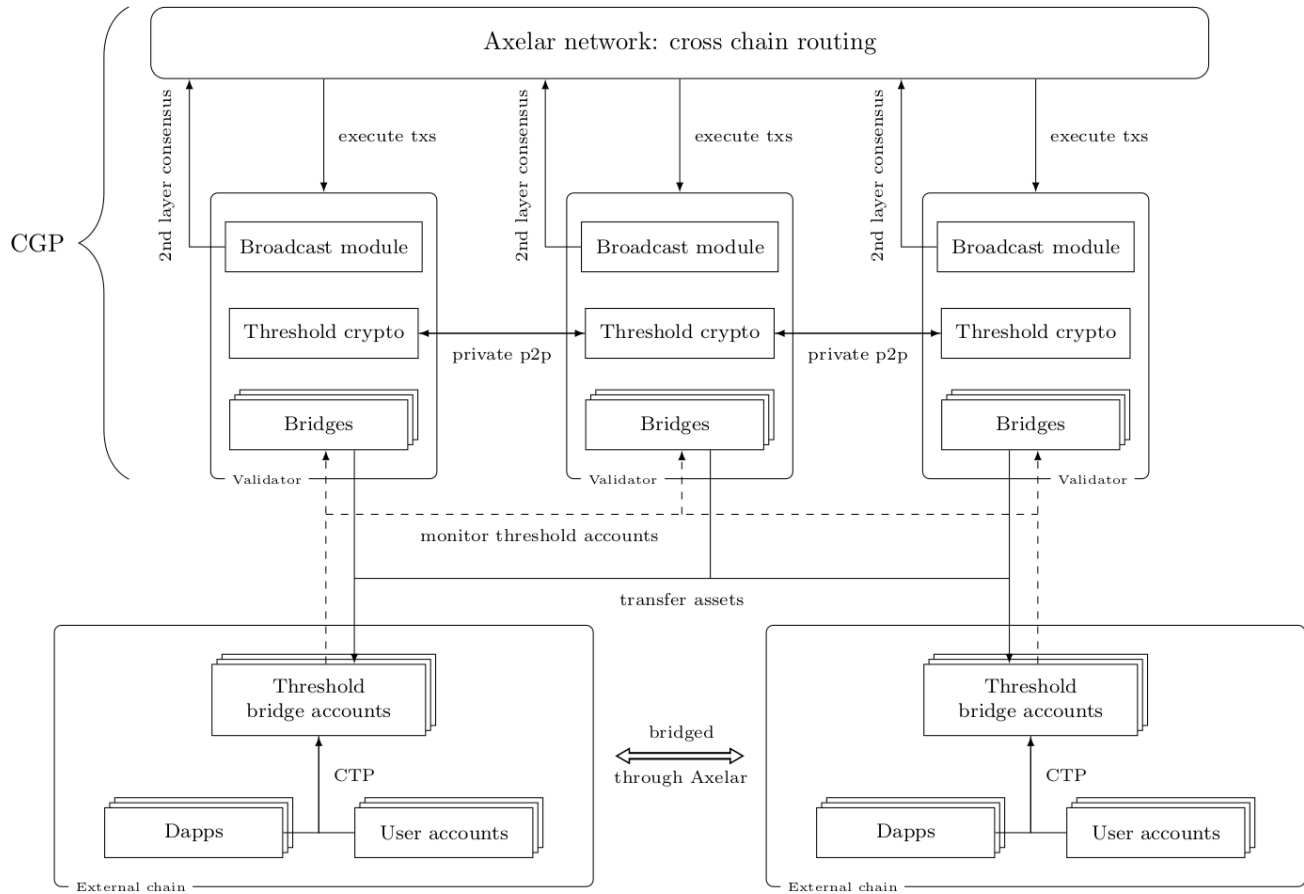 Axelar network: cross chain routing
2nd layer consensus
execute txs
2nd layer consensus
execute txs
2nd layer consensus
execute txs
CGP
Broadcast module
Broadcast module
Broadcast module
Threshold crypto
Threshold crypto
Threshold crypto
private p2p
private p2p
Bridges
Bridges
Bridges
Validator
Validator
Validator
monitor threshold accounts
transfer assets
Threshold
bridge accounts
Threshold
bridge accounts
bridged
through Axelar
CTP
CTP
Dapps
User accounts
Dapps
User accounts
External chain
External chain